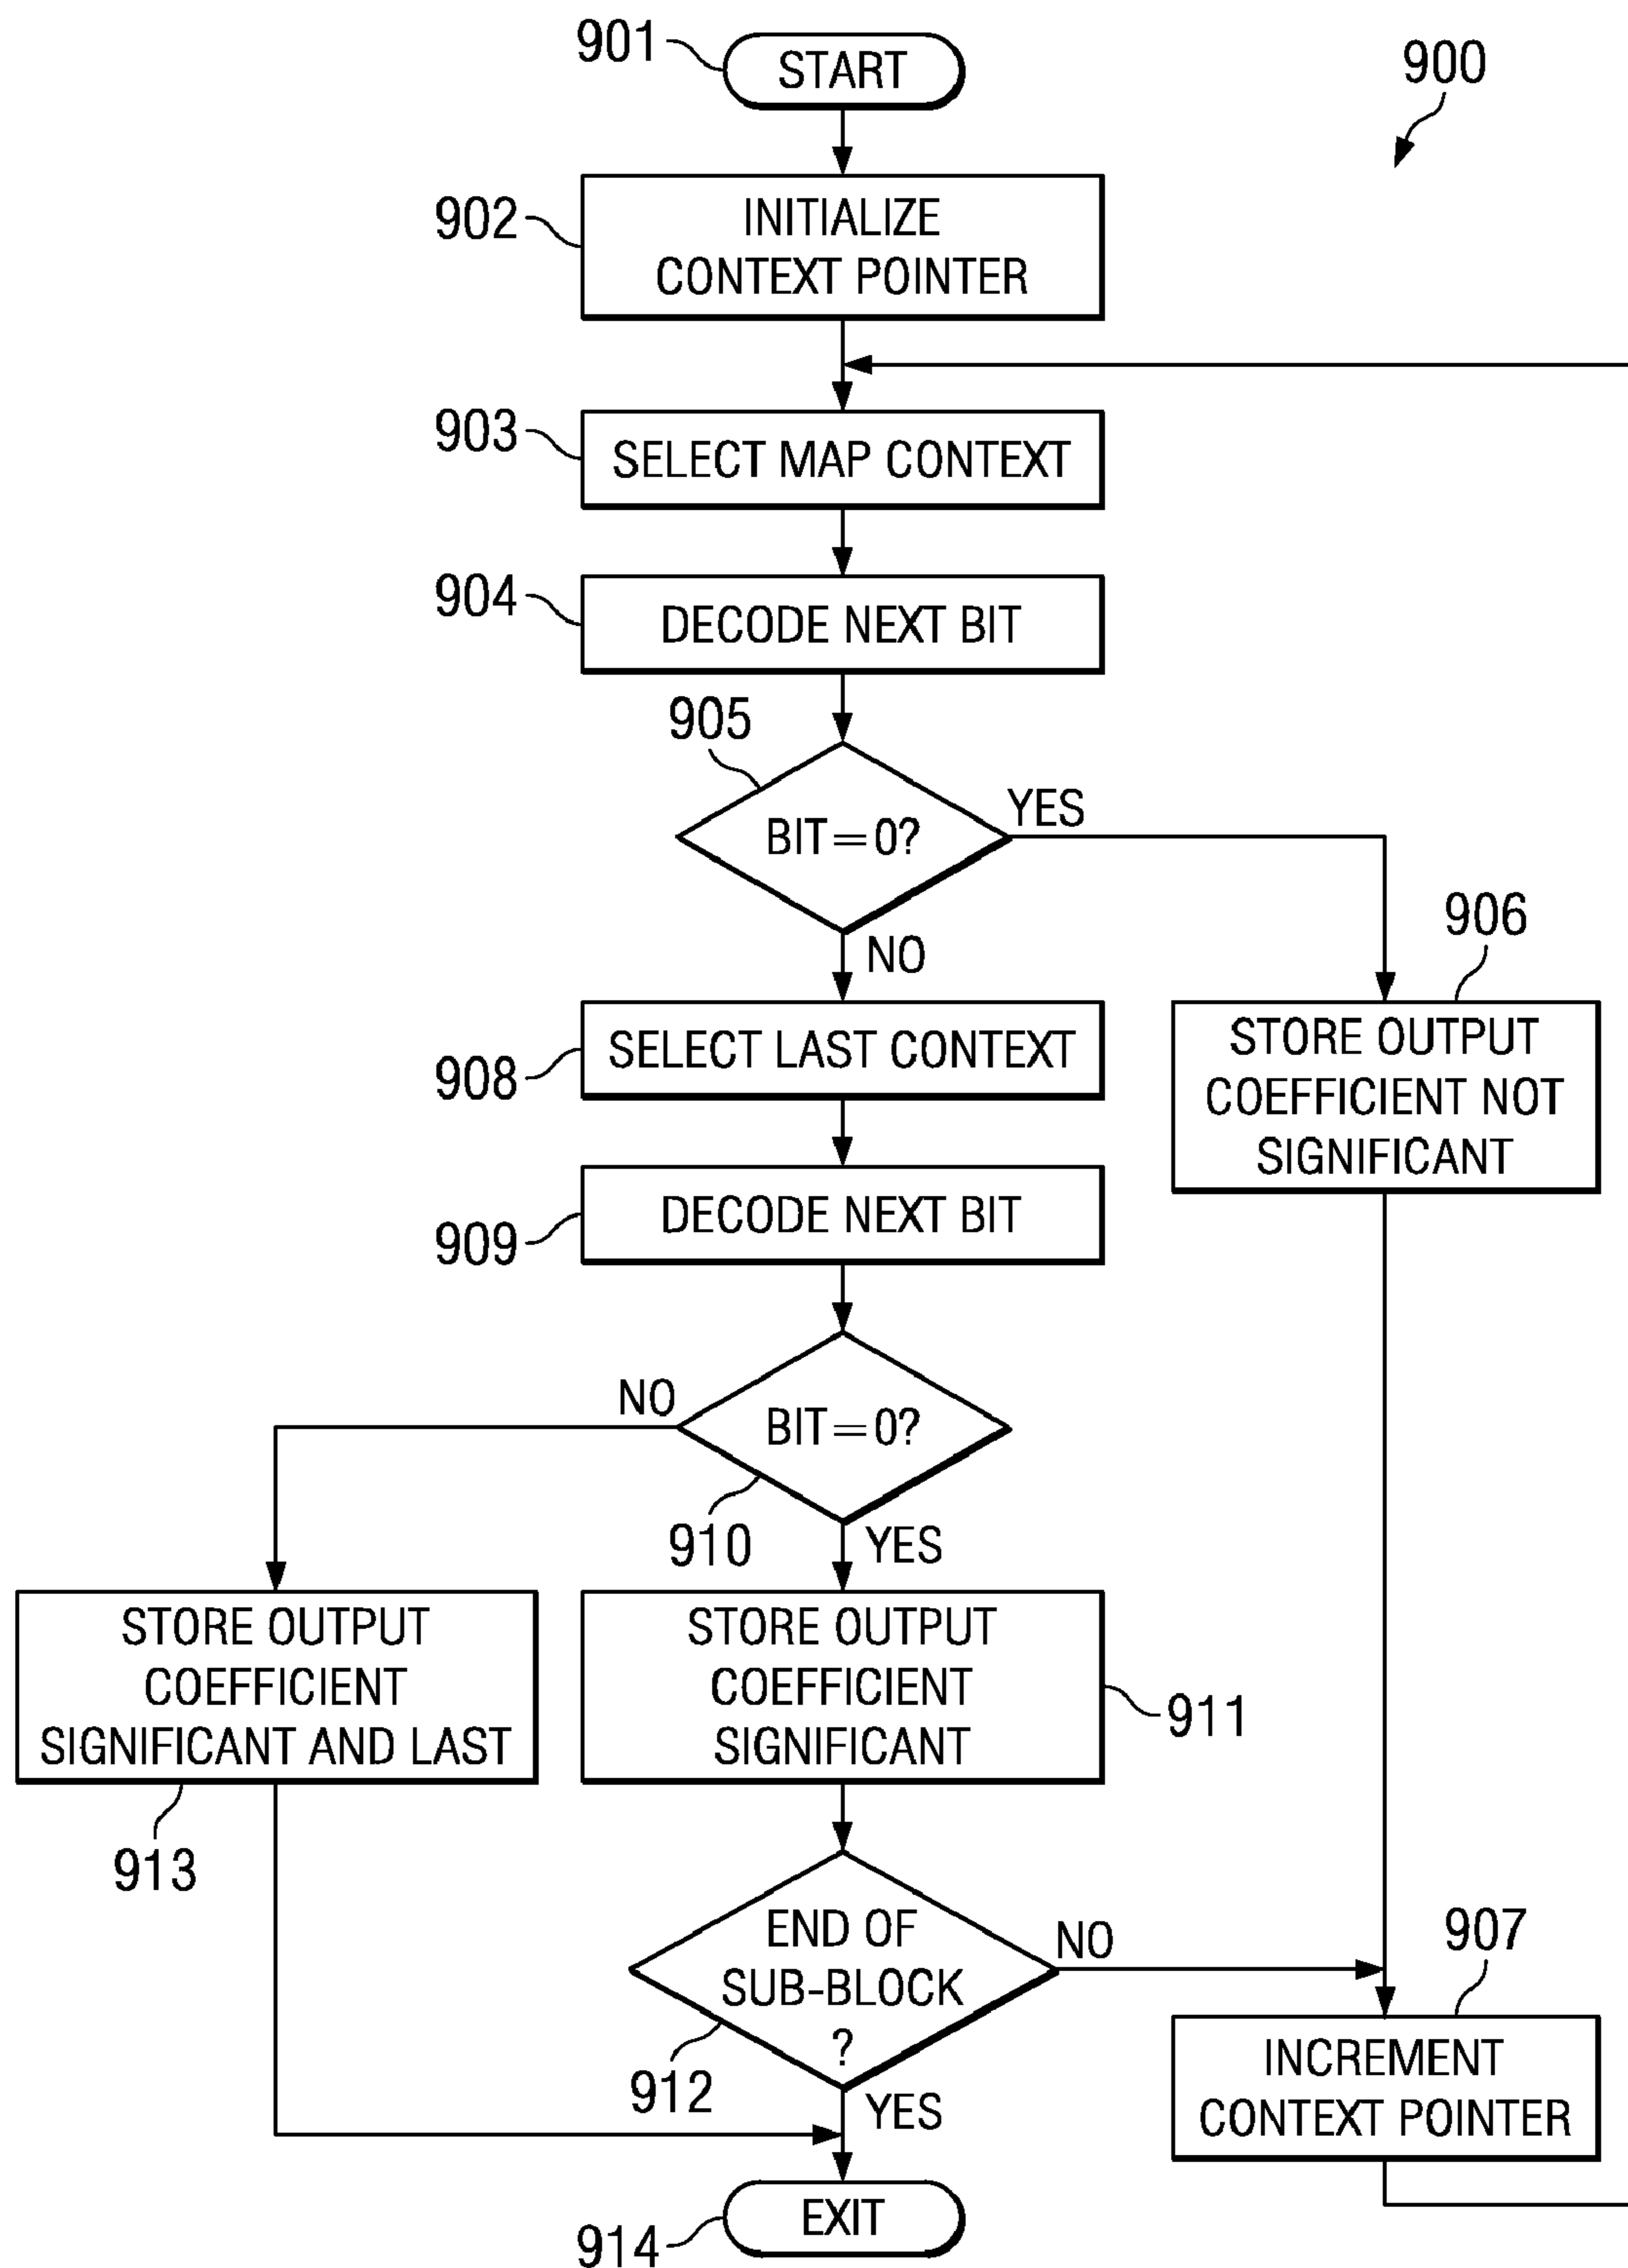 901
START
900
902
INITIALIZE
CONTEXT POINTER
903
SELECT MAP CONTEXT
904
DECODE NEXT BIT
905
BIT=0?
YES
NO
906
STORE OUTPUT
COEFFICIENT NOT
SIGNIFICANT
908
SELECT LAST CONTEXT
909
DECODE NEXT BIT
NO
BIT=0?
910
YES
STORE OUTPUT
COEFFICIENT
SIGNIFICANT AND LAST
913
STORE OUTPUT
COEFFICIENT
SIGNIFICANT
911
END OF
SUB-BLOCK
?
NO
912
YES
907
INCREMENT
CONTEXT POINTER
EXIT
914